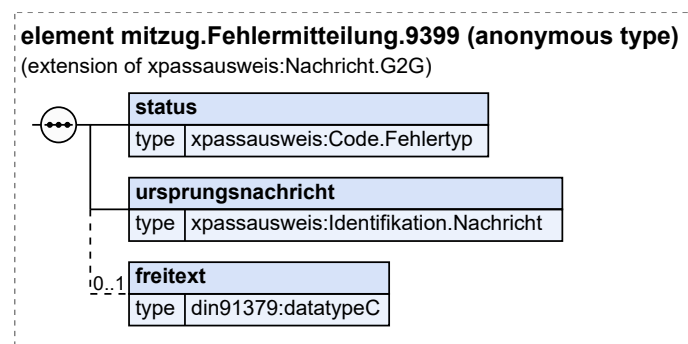 element mitzug.Fehlermitteilung.9399 (anonymous type)
(extension of xpassausweis:Nachricht.G2G)
status
type xpassausweis:Code.Fehlertyp
ursprungsnachricht
type xpassausweis:Identifikation.Nachricht
0..1
freitext
type din91379:datatypeC